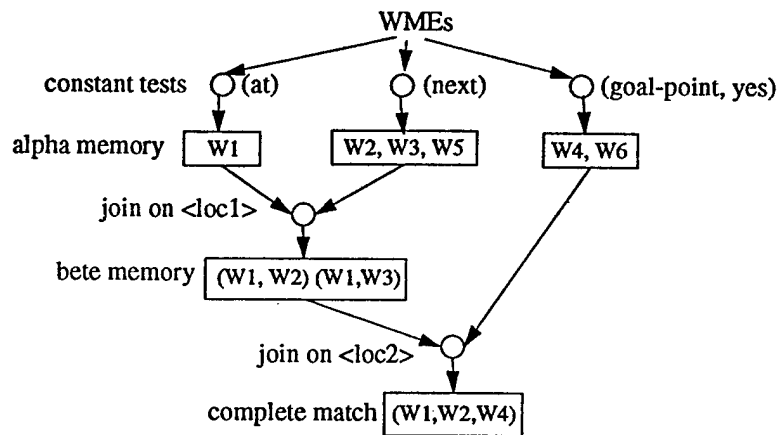 WMEs
constant tests (at) (next) (goal-point, yes)
alpha memory W1 W2, W3, W5 W4, W6
join on <loc1>
bete memory (W1, W2) (W1,W3)
join on <loc2>
complete match (W1,W2,W4)